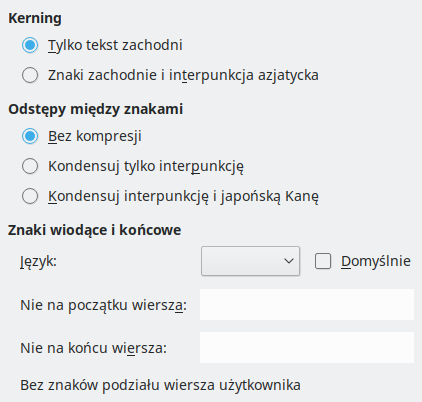 Kerning
Tylko tekst zachodni
Znaki zachodnie i interpunkcja azjatycka
Odstępy między znakami
Bez kompresji
Kondensuj tylko interpunkcję
Kondensuj interpunkcję i japońską Kanę
Znaki wiodące i końcowe
Język:
Domyślnie
Nie na początku wiersza:
Nie na końcu wiersza:
Bez znaków podziału wiersza użytkownika